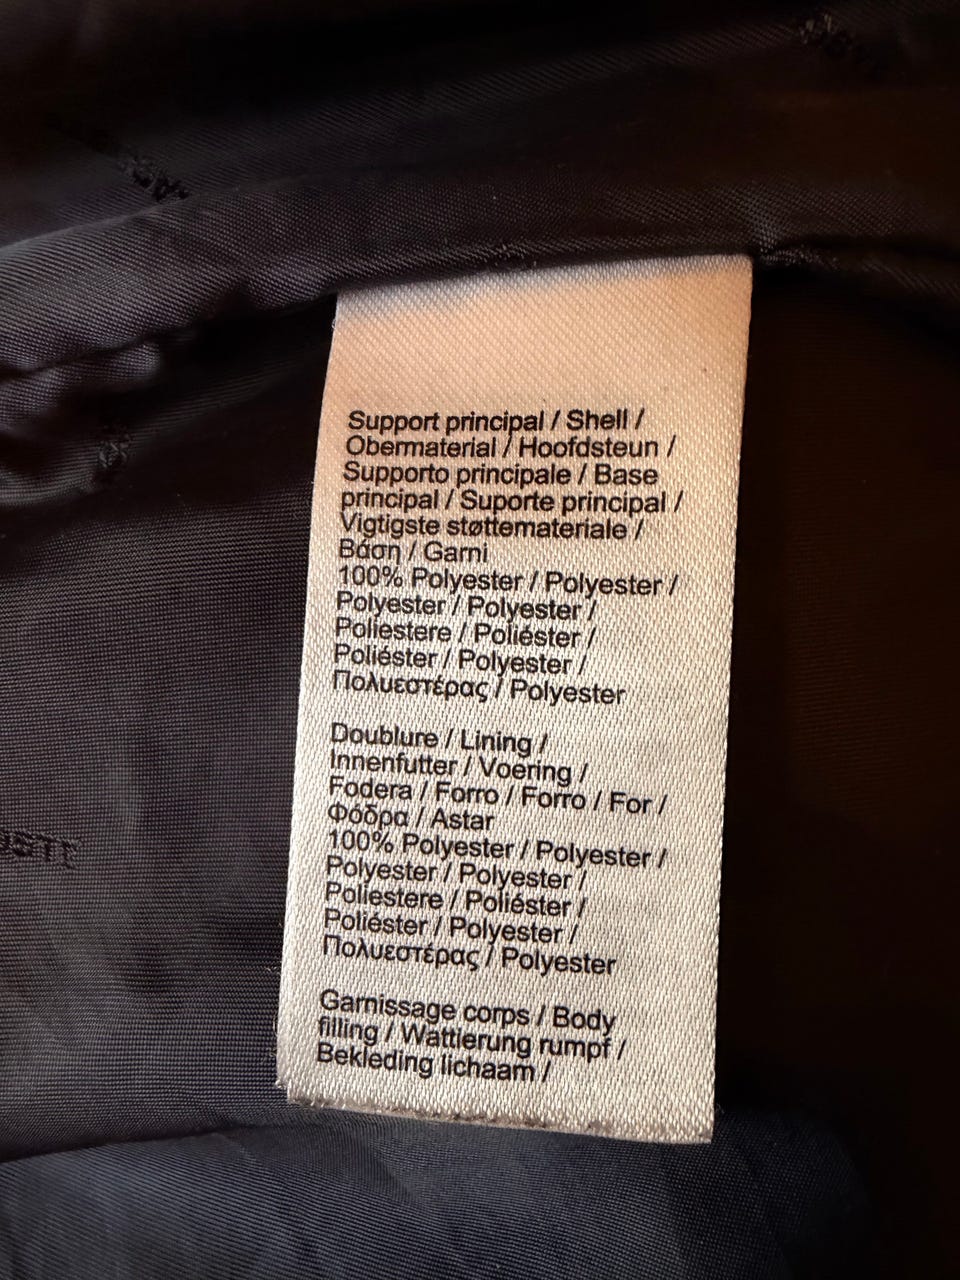 Support principal / Shell /
Obermaterial / Hoofdsteun /
Supporto principale / Base
principal / Suporte principal /
Vigtigste støttemateriale /
Βάση / Garni
100% Polyester / Polyester /
Polyester / Polyester /
Poliestere / Poliéster /
Poliéster / Polyester /
Πολυεστέρας / Polyester
Doublure / Lining /
Innenfutter / Voering /
Fodera / Forro / Forro / For /
Φόδρα / Astar
100% Polyester / Polyester /
Polyester / Polyester /
Poliestere / Poliéster /
Poliéster / Polyester /
Πολυεστέρας / Polyester
Garnissage corps / Body
filling / Wattierung rumpf /
Bekleding lichaam /